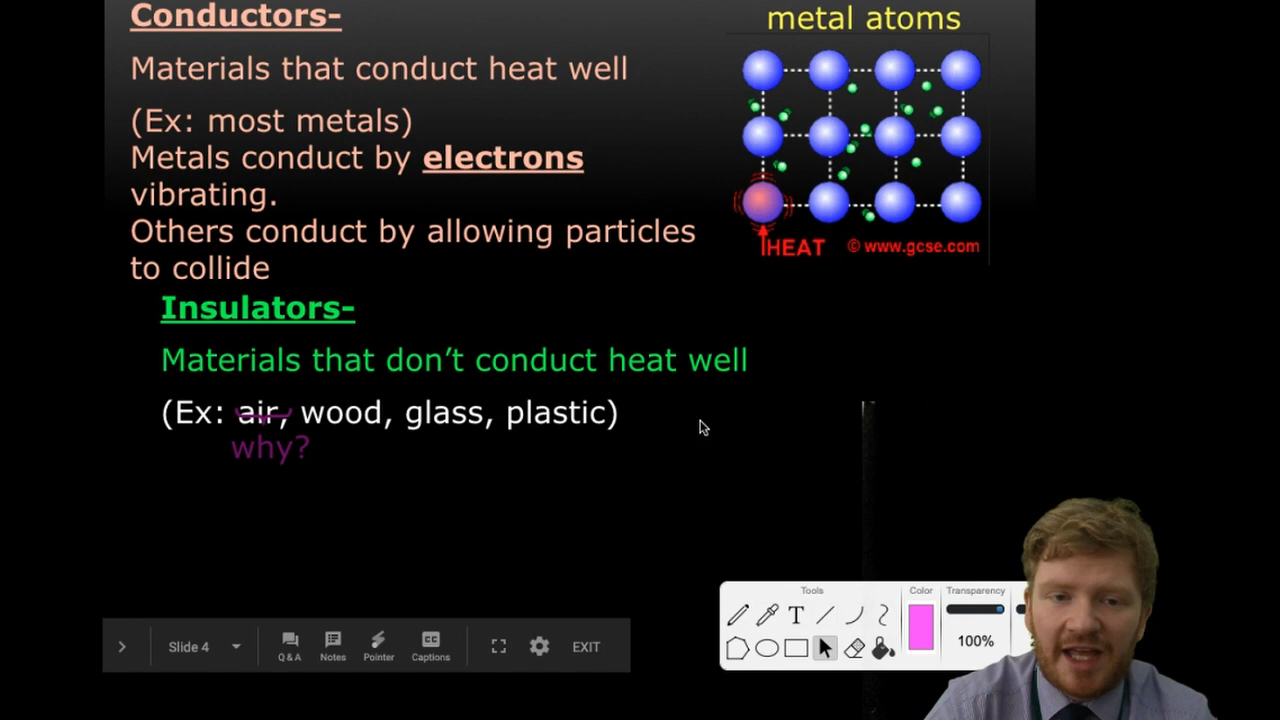 Conductors-
Materials that conduct heat well
(Ex: most metals)
Metals conduct by electrons
vibrating.
Others conduct by allowing particles
to collide
metal atoms
HEAT © www.gcse.com
Insulators-
Materials that don’t conduct heat well
(Ex: air, wood, glass, plastic)
why?
Slide 4
Q & A
Notes
Pointer
CC
Captions
EXIT
Tools
T
Color
Transparency
100%